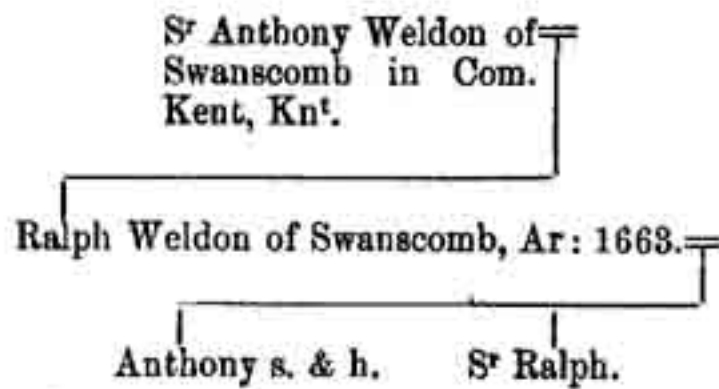 Sʳ Anthony Weldon of
Swanscomb in Com.
Kent, Knᵗ.
Ralph Weldon of Swanscomb, Ar: 1663.
Anthony s. & h. Sʳ Ralph.